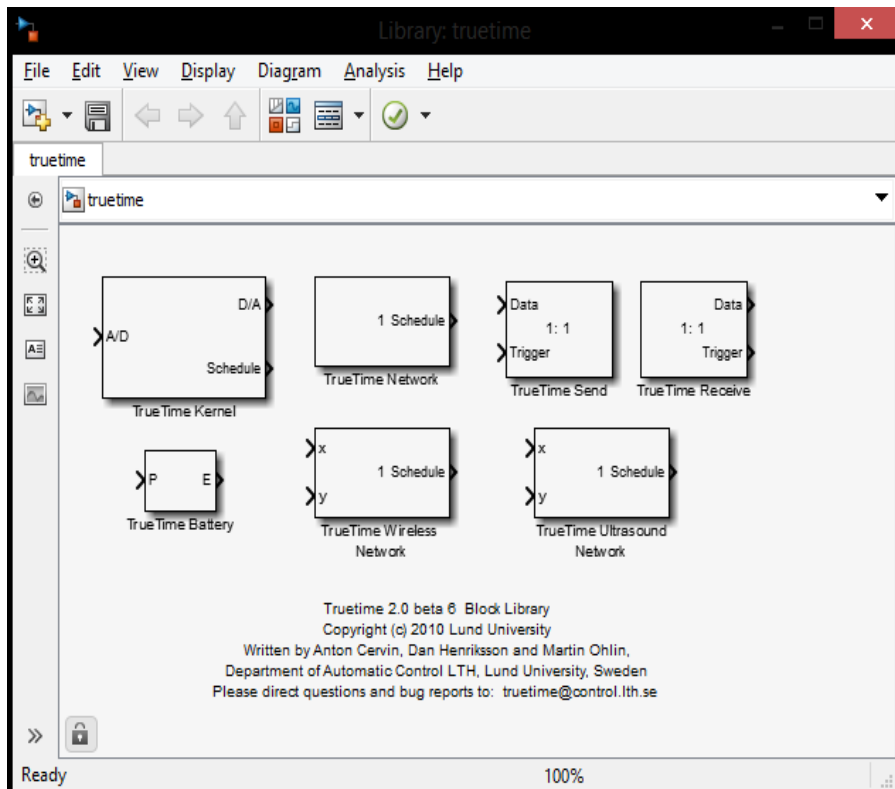 Library: truetime
x
File Edit View Display Diagram Analysis Help
truetime
truetime
A/D
D/A
Schedule
TrueTime Kernel
1 Schedule
TrueTime Network
Data
1: 1
Trigger
TrueTime Send
Data
1: 1
Trigger
TrueTime Receive
P E
TrueTime Battery
x
1 Schedule
y
TrueTime Wireless
Network
x
1 Schedule
y
TrueTime Ultrasound
Network
Truetime 2.0 beta 6 Block Library
Copyright (c) 2010 Lund University
Written by Anton Cervin, Dan Henriksson and Martin Ohlin,
Department of Automatic Control LTH, Lund University, Sweden
Please direct questions and bug reports to: truetime@control.lth.se
Ready
100%